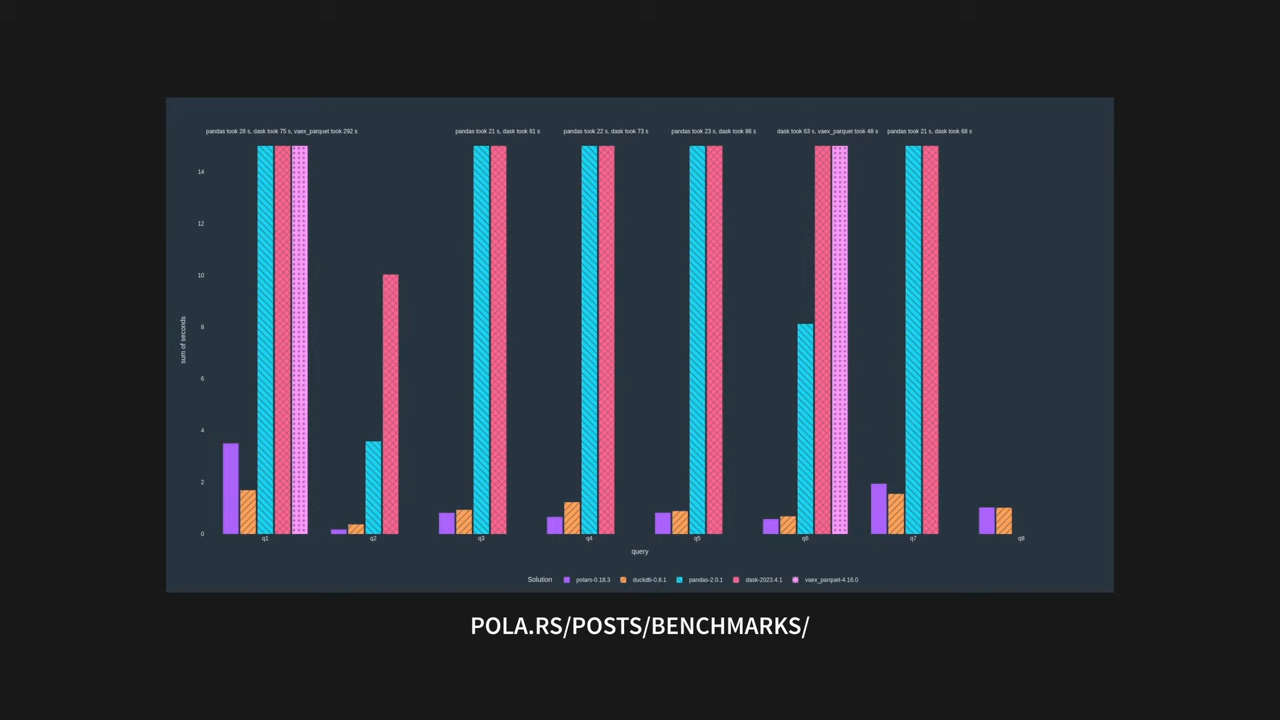 pandas took 28 s, dask took 75 s, vaex_parquet took 292 s
pandas took 21 s, dask took 81 s
pandas took 22 s, dask took 73 s
pandas took 23 s, dask took 86 s
dask took 63 s, vaex_parquet took 48 s
pandas took 21 s, dask took 68 s
14
12
10
8
6
4
2
0
sum of seconds
q1
q2
q3
q4
q5
q6
q7
q8
query
Solution
polars-0.18.3
duckdb-0.8.1
pandas-2.0.1
dask-2023.4.1
vaex_parquet-4.16.0
POLA.RS/POSTS/BENCHMARKS/